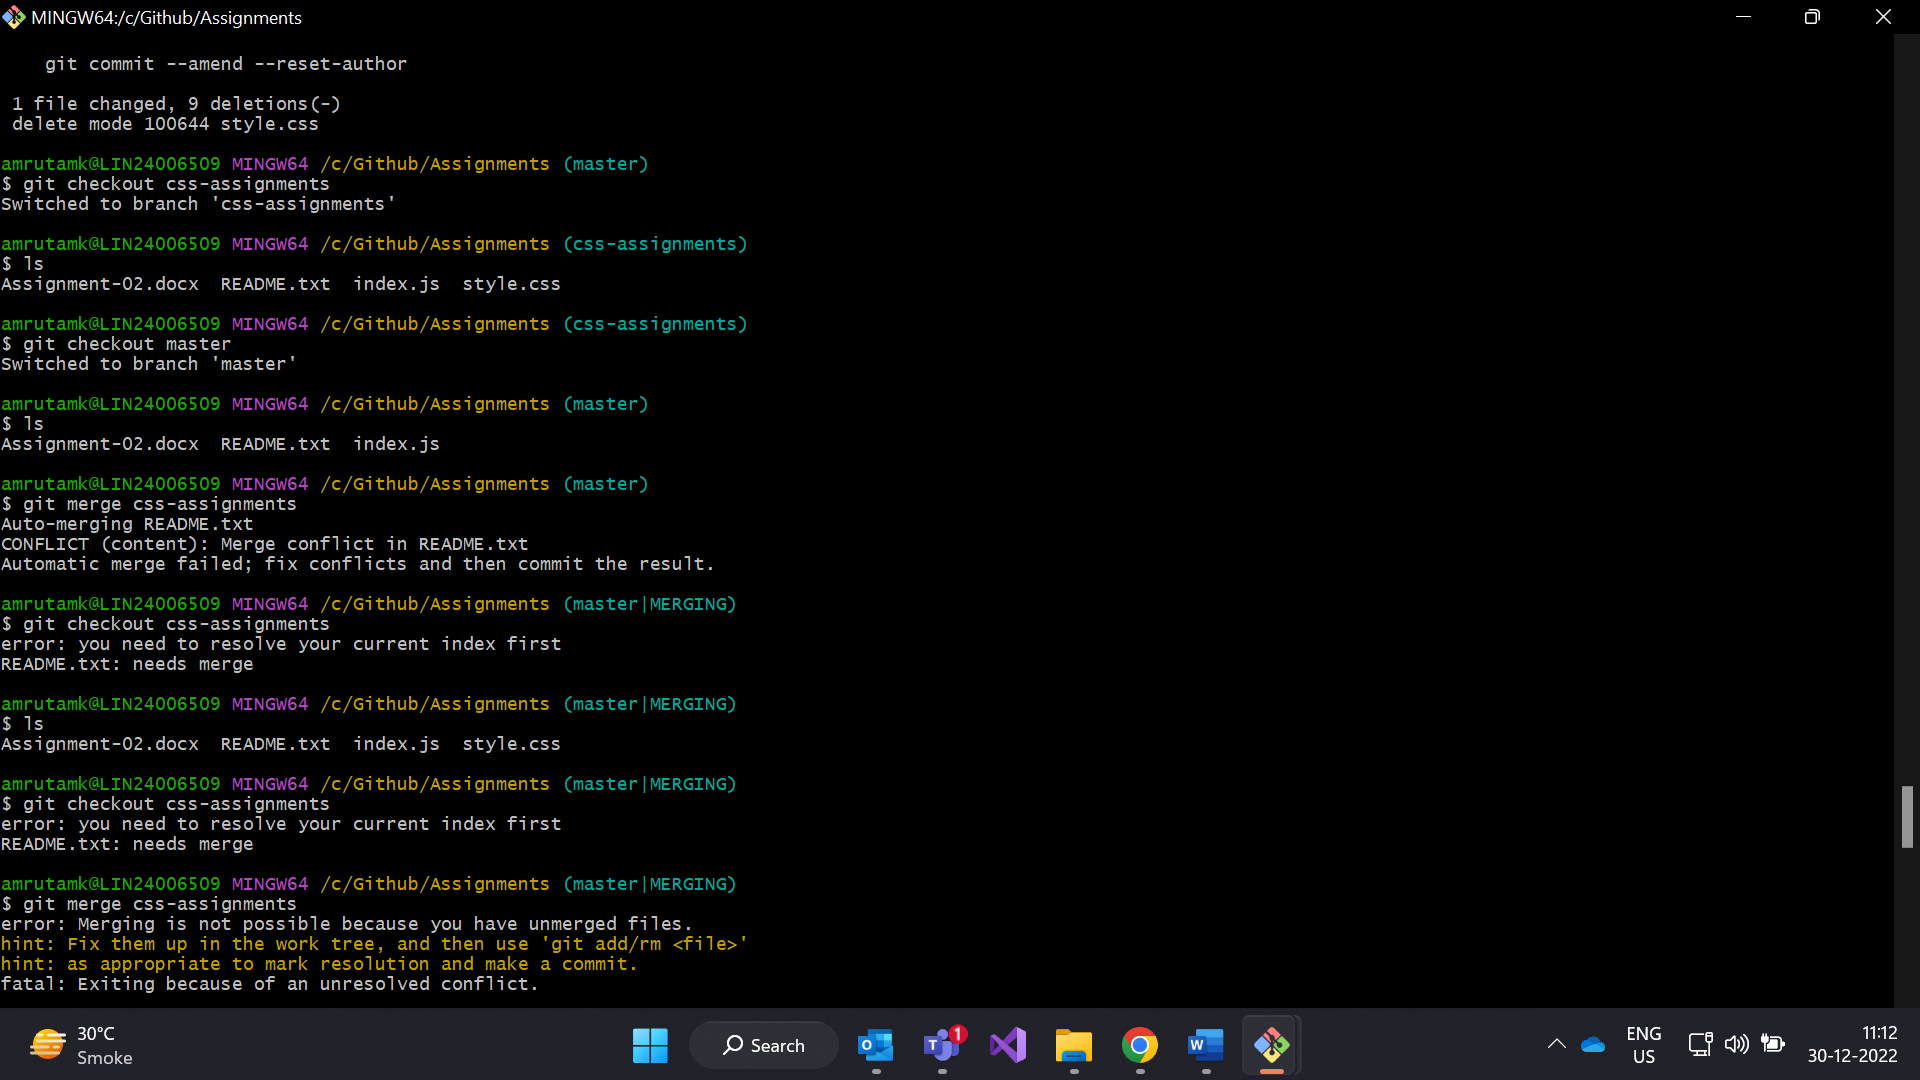 MINGW64:/c/Github/Assignments
    git commit --amend --reset-author
 1 file changed, 9 deletions(-)
 delete mode 100644 style.css
amrutamk@LIN24006509 MINGW64 /c/Github/Assignments (master)
$ git checkout css-assignments
Switched to branch 'css-assignments'
amrutamk@LIN24006509 MINGW64 /c/Github/Assignments (css-assignments)
$ ls
Assignment-02.docx  README.txt  index.js  style.css
amrutamk@LIN24006509 MINGW64 /c/Github/Assignments (css-assignments)
$ git checkout master
Switched to branch 'master'
amrutamk@LIN24006509 MINGW64 /c/Github/Assignments (master)
$ ls
Assignment-02.docx  README.txt  index.js
amrutamk@LIN24006509 MINGW64 /c/Github/Assignments (master)
$ git merge css-assignments
Auto-merging README.txt
CONFLICT (content): Merge conflict in README.txt
Automatic merge failed; fix conflicts and then commit the result.
amrutamk@LIN24006509 MINGW64 /c/Github/Assignments (master|MERGING)
$ git checkout css-assignments
error: you need to resolve your current index first
README.txt: needs merge
amrutamk@LIN24006509 MINGW64 /c/Github/Assignments (master|MERGING)
$ ls
Assignment-02.docx  README.txt  index.js  style.css
amrutamk@LIN24006509 MINGW64 /c/Github/Assignments (master|MERGING)
$ git checkout css-assignments
error: you need to resolve your current index first
README.txt: needs merge
amrutamk@LIN24006509 MINGW64 /c/Github/Assignments (master|MERGING)
$ git merge css-assignments
error: Merging is not possible because you have unmerged files.
hint: Fix them up in the work tree, and then use 'git add/rm <file>'
hint: as appropriate to mark resolution and make a commit.
fatal: Exiting because of an unresolved conflict.
30°C
Smoke
Search
O
T
1
W
ENG
US
11:12
30-12-2022